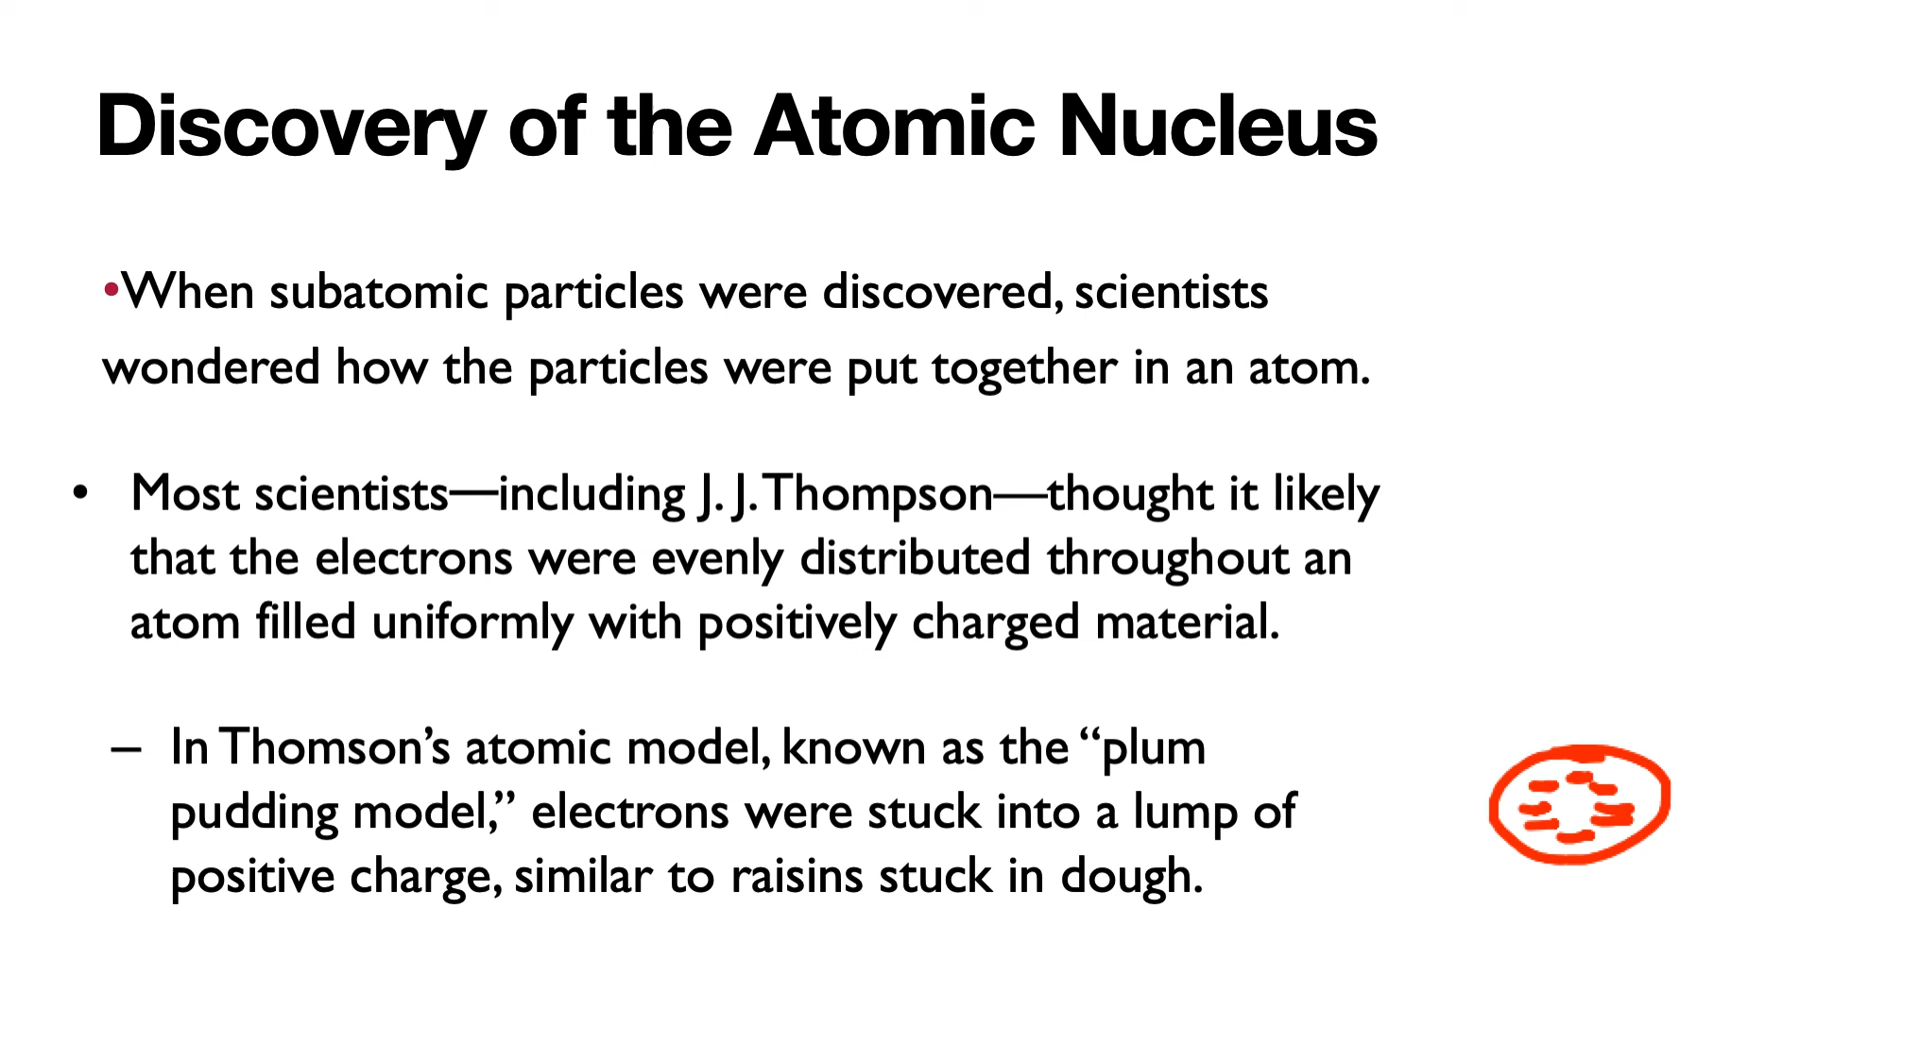 Discovery of the Atomic Nucleus
•When subatomic particles were discovered, scientists
wondered how the particles were put together in an atom.
• Most scientists—including J. J. Thompson—thought it likely
that the electrons were evenly distributed throughout an
atom filled uniformly with positively charged material.
– In Thomson’s atomic model, known as the “plum
pudding model,” electrons were stuck into a lump of
positive charge, similar to raisins stuck in dough.